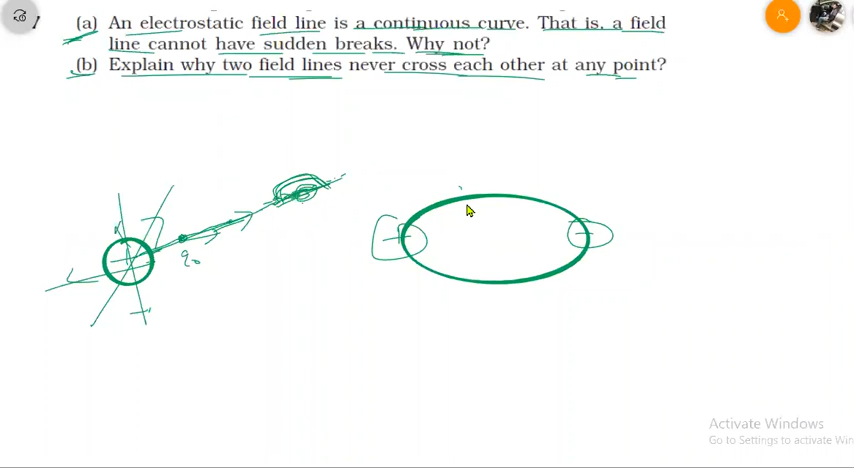 (a) An electrostatic field line is a continuous curve. That is, a field
line cannot have sudden breaks. Why not?
(b) Explain why two field lines never cross each other at any point?
q₀
+
Activate Windows
Go to Settings to activate Win